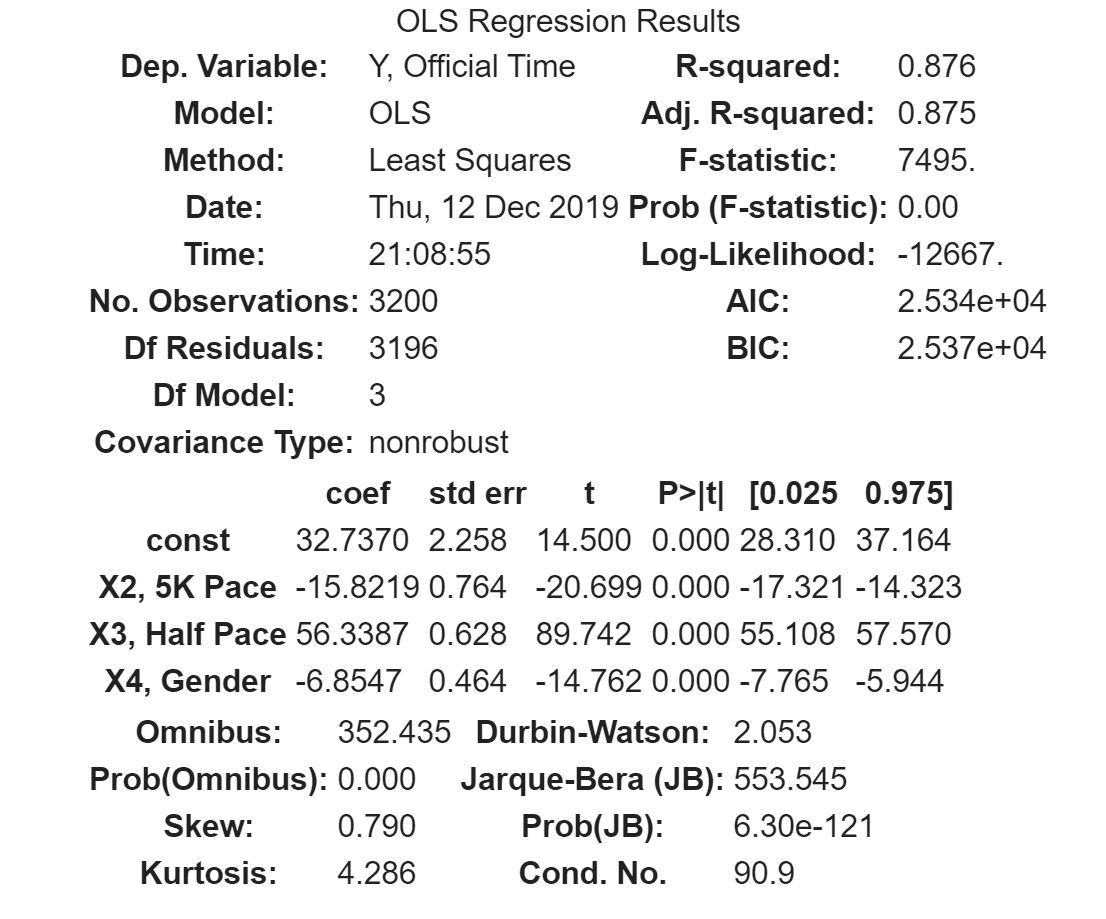 OLS Regression Results
Dep. Variable: Y, Official Time R-squared: 0.876
Model: OLS Adj. R-squared: 0.875
Method: Least Squares F-statistic: 7495.
Date: Thu, 12 Dec 2019 Prob (F-statistic): 0.00
Time: 21:08:55 Log-Likelihood: -12667.
No. Observations: 3200 AIC: 2.534e+04
Df Residuals: 3196 BIC: 2.537e+04
Df Model: 3
Covariance Type: nonrobust
coef std err t P>|t| [0.025 0.975]
const 32.7370 2.258 14.500 0.000 28.310 37.164
X2, 5K Pace -15.8219 0.764 -20.699 0.000 -17.321 -14.323
X3, Half Pace 56.3387 0.628 89.742 0.000 55.108 57.570
X4, Gender -6.8547 0.464 -14.762 0.000 -7.765 -5.944
Omnibus: 352.435 Durbin-Watson: 2.053
Prob(Omnibus): 0.000 Jarque-Bera (JB): 553.545
Skew: 0.790 Prob(JB): 6.30e-121
Kurtosis: 4.286 Cond. No. 90.9